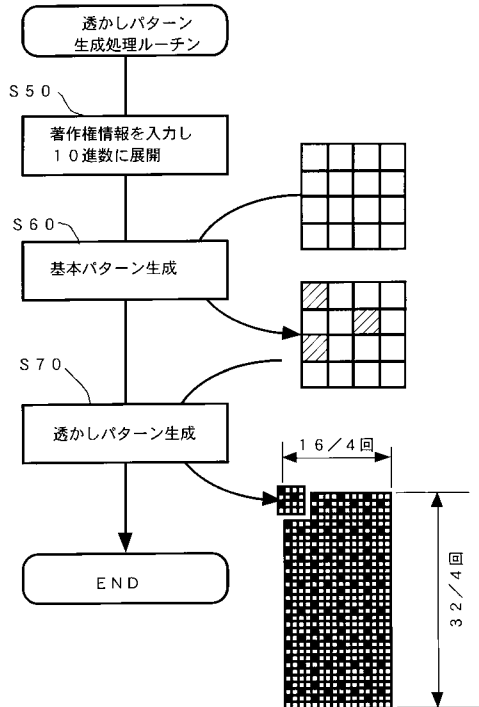 透かしパターン
生成処理ルーチン
S50
著作権情報を入力し
10進数に展開
S60
基本パターン生成
S70
透かしパターン生成
16/4回
32/4回
END